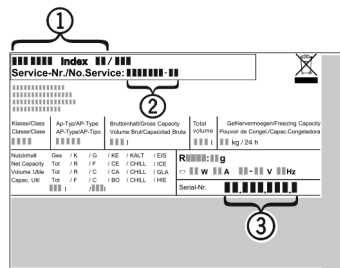 ①
Index /
Service-Nr./No.Service: -
②
Klasse/Class Ap-Typ/AP-Type Bruttoinhalt/Gross Capacity Total Gefriervermoegen/Freezing Capacity
Classe/Clase AP-Type/AP-Tipo Volume Brut/Capacidad Bruta volume Pouvoir de Congel./Capac.Congeladora
l l kg / 24 h
Nutzinhalt Ges / K / G / KE / KALT / EIS
Net Capacity Tot / R / F / CE / CHILL / ICE
Volume Utile Tot / R / C / CA / CHILL / GLA
Capac. Util Tot / F / C / BO / CHILL / HIE
l / l
R : g
W A - V Hz
Serial-Nr. . . .
③